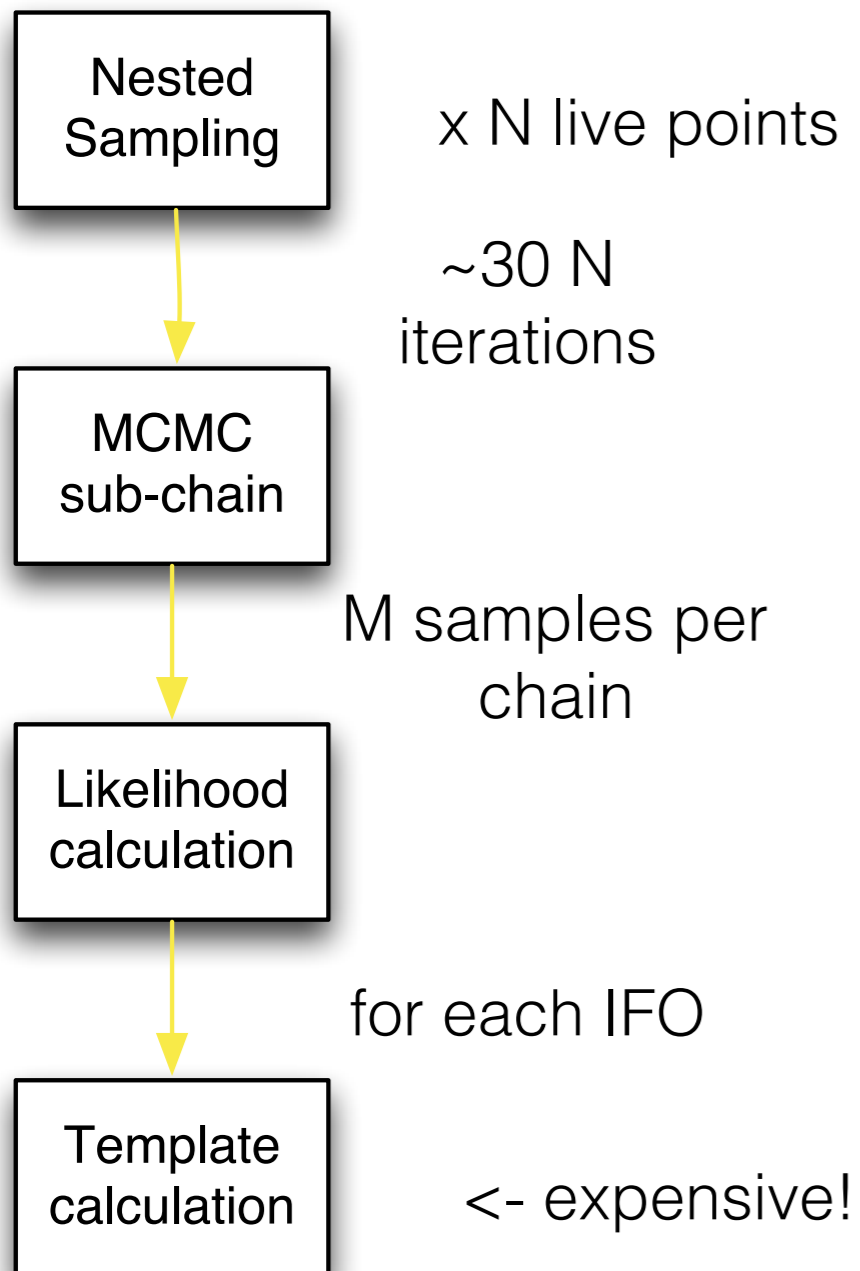 Nested
Sampling
x N live points
~30 N
iterations
MCMC
sub-chain
M samples per
chain
Likelihood
calculation
for each IFO
Template
calculation
<- expensive!